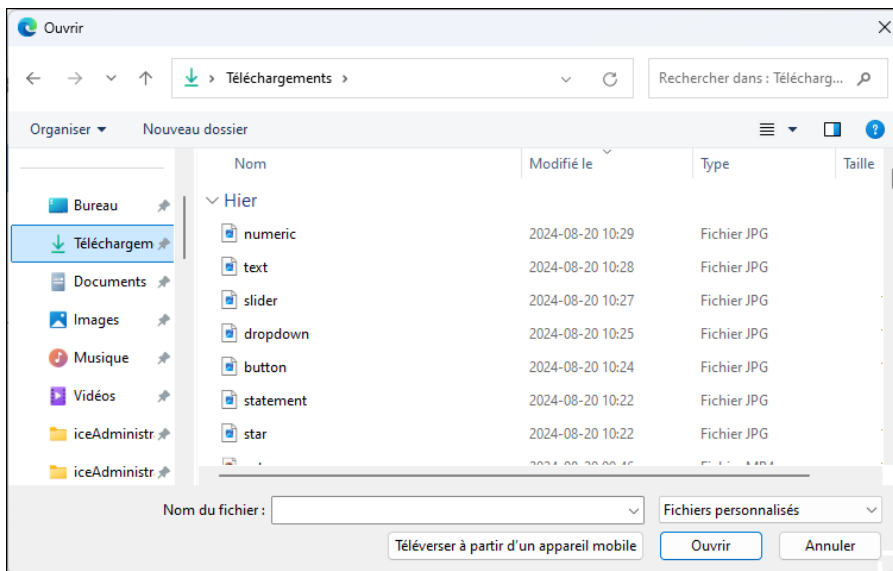 Ouvrir
Téléchargements
Rechercher dans : Télécharg...
Organiser
Nouveau dossier
Nom Modifié le Type Taille
Bureau
Téléchargem
Documents
Images
Musique
Vidéos
iceAdministr
iceAdministr
Hier
numeric 2024-08-20 10:29 Fichier JPG
text 2024-08-20 10:28 Fichier JPG
slider 2024-08-20 10:27 Fichier JPG
dropdown 2024-08-20 10:25 Fichier JPG
button 2024-08-20 10:24 Fichier JPG
statement 2024-08-20 10:22 Fichier JPG
star 2024-08-20 10:22 Fichier JPG
Nom du fichier :
Fichiers personnalisés
Téléverser à partir d'un appareil mobile
Ouvrir
Annuler